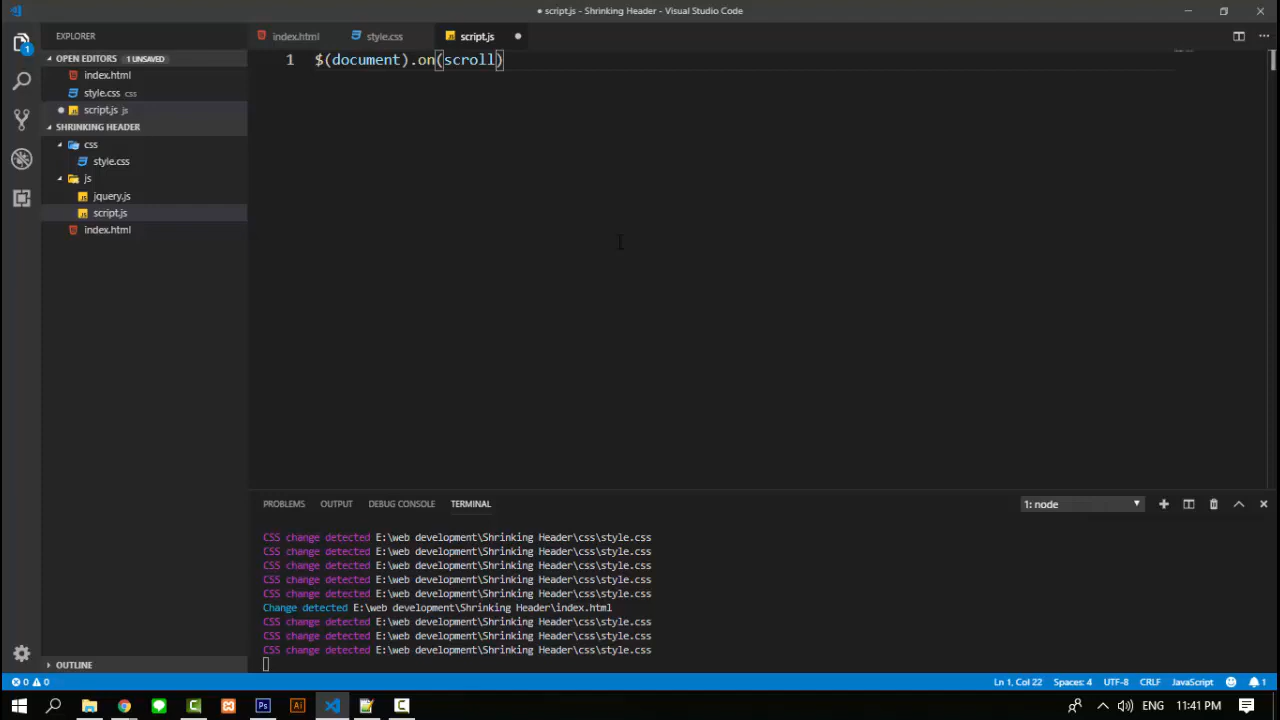 ● script.js - Shrinking Header - Visual Studio Code
EXPLORER
index.html
style.css
script.js
OPEN EDITORS 1 UNSAVED
index.html
style.css css
script.js js
SHRINKING HEADER
css
style.css
js
jquery.js
script.js
index.html
OUTLINE
1 $(document).on(scroll)
PROBLEMS OUTPUT DEBUG CONSOLE TERMINAL 1: node
CSS change detected E:\web development\Shrinking Header\css\style.css
CSS change detected E:\web development\Shrinking Header\css\style.css
CSS change detected E:\web development\Shrinking Header\css\style.css
CSS change detected E:\web development\Shrinking Header\css\style.css
CSS change detected E:\web development\Shrinking Header\css\style.css
Change detected E:\web development\Shrinking Header\index.html
CSS change detected E:\web development\Shrinking Header\css\style.css
CSS change detected E:\web development\Shrinking Header\css\style.css
CSS change detected E:\web development\Shrinking Header\css\style.css
0 0 Ln 1, Col 22 Spaces: 4 UTF-8 CRLF JavaScript 1
ENG 11:41 PM